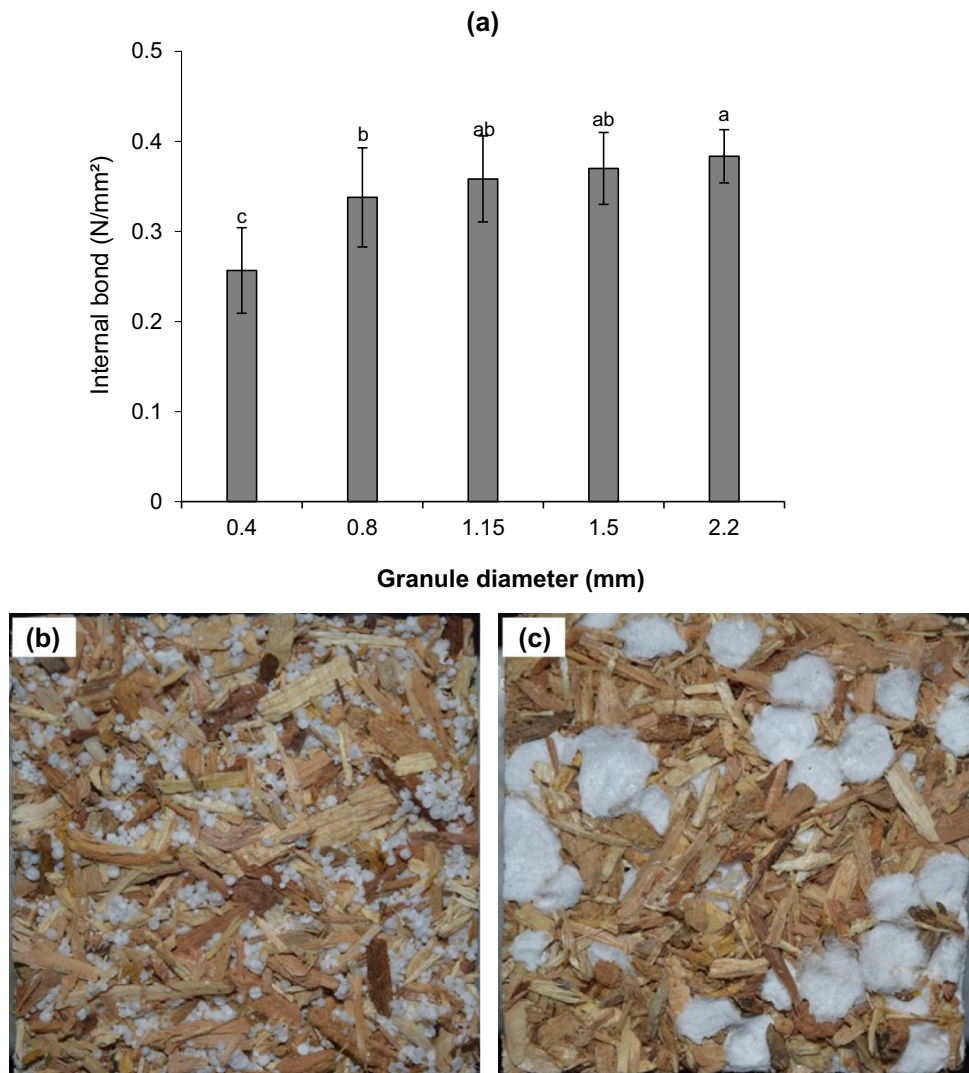 (a)
Internal bond (N/mm²)
0.5
0.4
0.3
0.2
0.1
0
c
b
ab
ab
a
0.4 0.8 1.15 1.5 2.2
Granule diameter (mm)
(b)
(c)